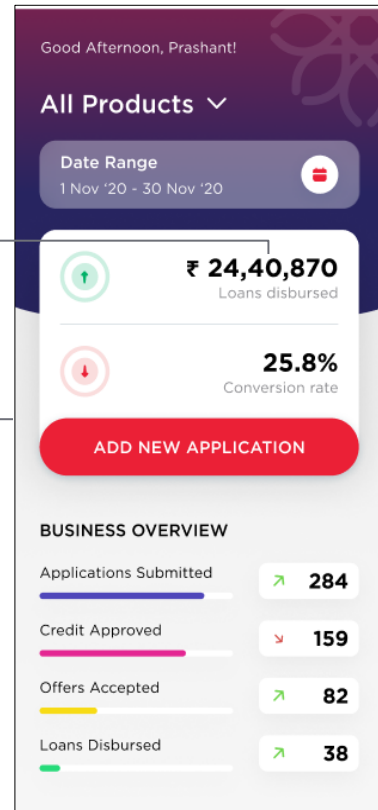 Good Afternoon, Prashant!
All Products
Date Range
1 Nov ‘20 - 30 Nov ‘20
₹ 24,40,870
Loans disbursed
25.8%
Conversion rate
ADD NEW APPLICATION
BUSINESS OVERVIEW
Applications Submitted
284
Credit Approved
159
Offers Accepted
82
Loans Disbursed
38